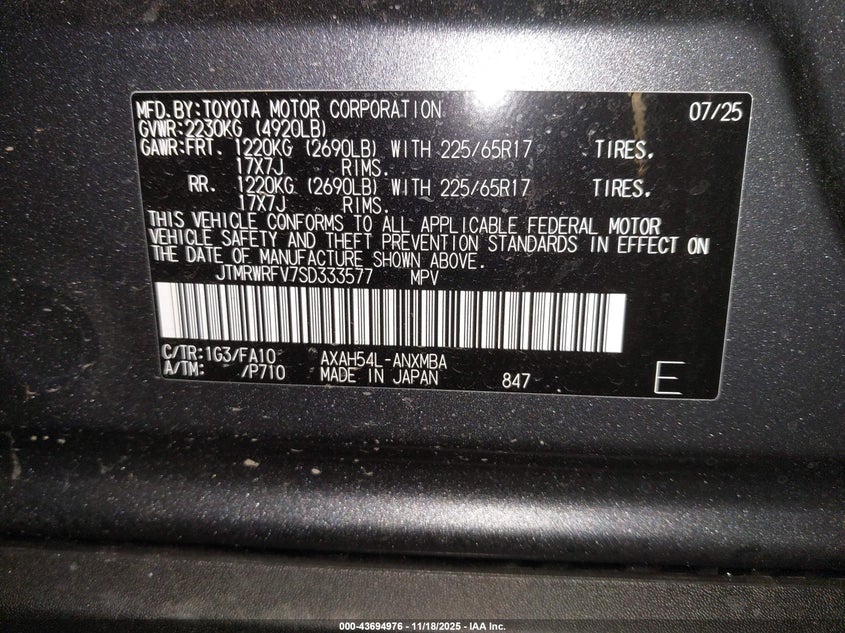 MFD.BY:TOYOTA MOTOR CORPORATION 07/25
GVWR:2230KG (4920LB)
GAWR:FRT. 1220KG (2690LB) WITH 225/65R17 TIRES.
17X7J RIMS.
RR. 1220KG (2690LB) WITH 225/65R17 TIRES.
17X7J RIMS.
THIS VEHICLE CONFORMS TO ALL APPLICABLE FEDERAL MOTOR
VEHICLE SAFETY AND THEFT PREVENTION STANDARDS IN EFFECT ON
THE DATE OF MANUFACTURE SHOWN ABOVE.
JTMRWRFV7SD333577 MPV
C/TR:1G3/FA10 AXAH54L-ANXMBA
A/TM: /P710 MADE IN JAPAN 847 E
000-43694976 - 11/18/2025 - IAA Inc.